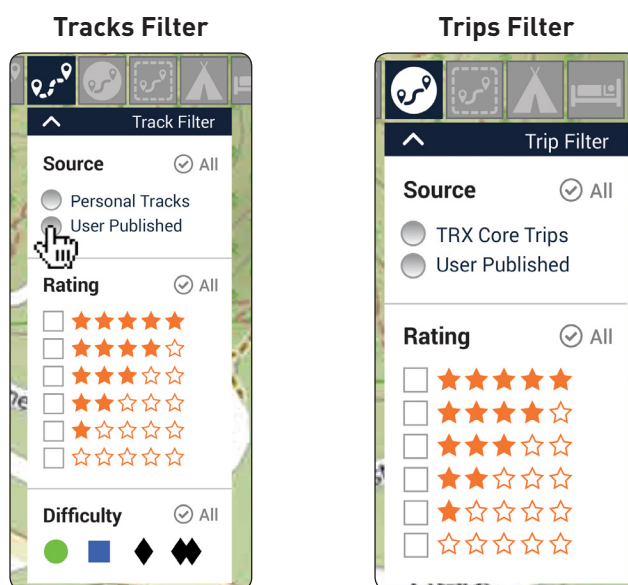 Tracks Filter
Track Filter
Source All
Personal Tracks
User Published
Rating All
Difficulty All
Trips Filter
Trip Filter
Source All
TRX Core Trips
User Published
Rating All